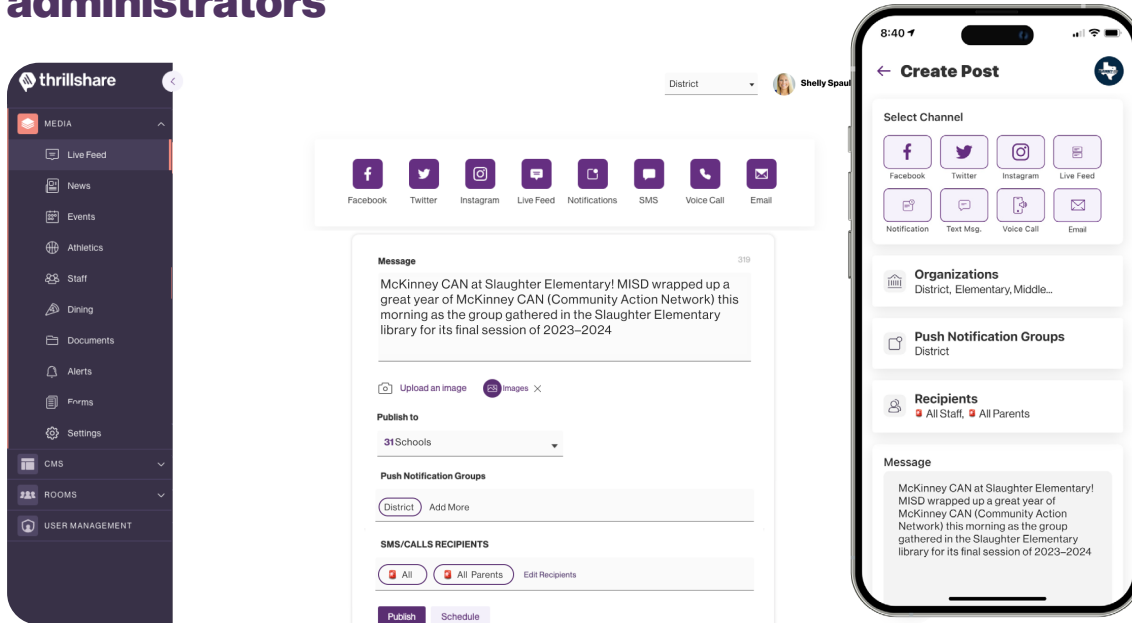 administrators
thrillshare
MEDIA
Live Feed
News
Events
Athletics
Staff
Dining
Documents
Alerts
Forms
Settings
CMS
ROOMS
USER MANAGEMENT
District
Shelly Spaul
Facebook Twitter Instagram Live Feed Notifications SMS Voice Call Email
Message 319
McKinney CAN at Slaughter Elementary! MISD wrapped up a
great year of McKinney CAN (Community Action Network) this
morning as the group gathered in the Slaughter Elementary
library for its final session of 2023–2024
Upload an image Images
Publish to
31 Schools
Push Notification Groups
District Add More
SMS/CALLS RECIPIENTS
All All Parents Edit Recipients
Publish Schedule
8:40
Create Post
Select Channel
Facebook Twitter Instagram Live Feed
Notification Text Msg. Voice Call Email
Organizations
District, Elementary, Middle...
Push Notification Groups
District
Recipients
All Staff, All Parents
Message
McKinney CAN at Slaughter Elementary!
MISD wrapped up a great year of
McKinney CAN (Community Action
Network) this morning as the group
gathered in the Slaughter Elementary
library for its final session of 2023–2024